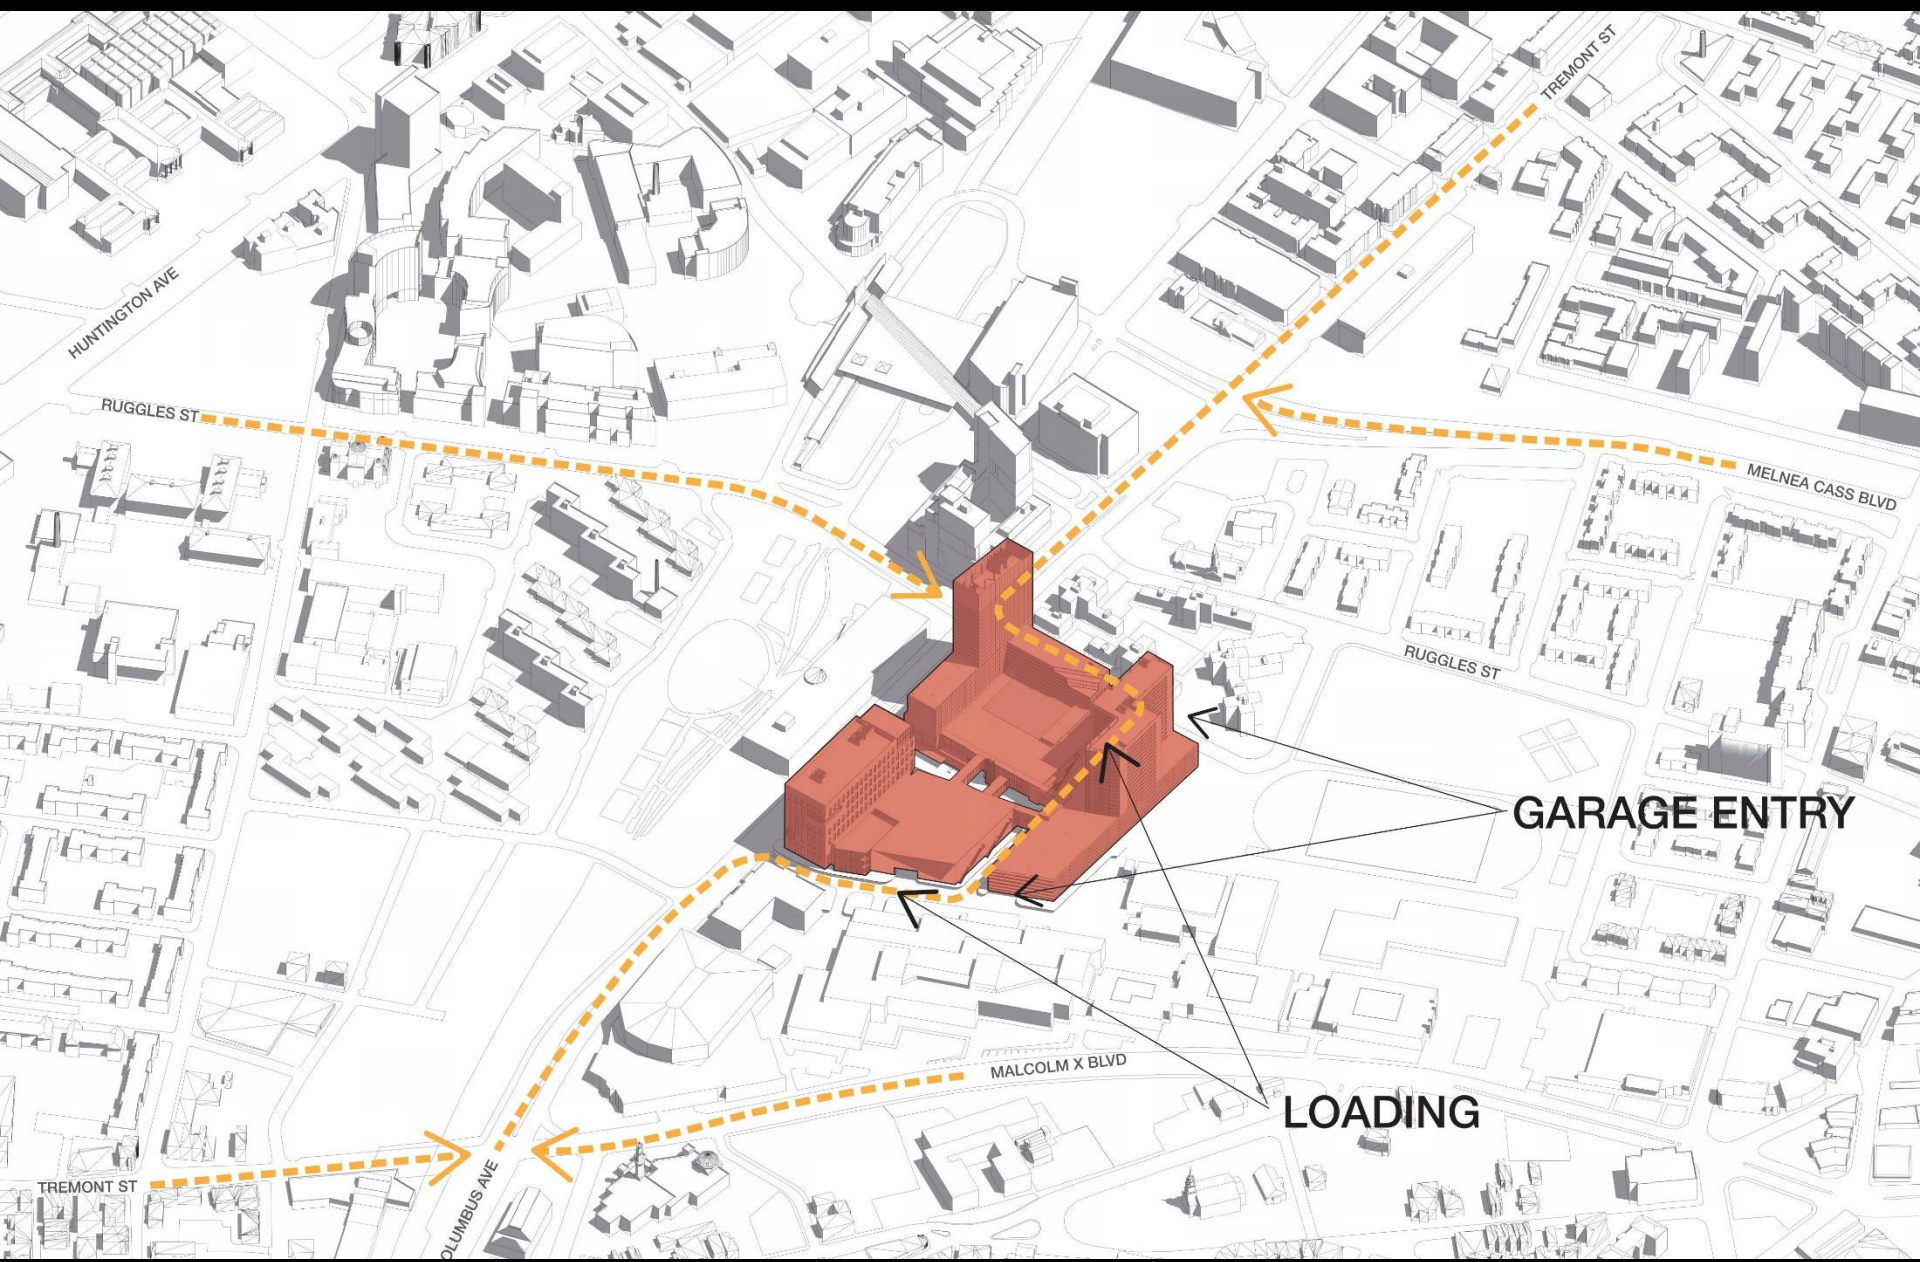 TREMONT ST
HUNTINGTON AVE
RUGGLES ST
MELNEA CASS BLVD
RUGGLES ST
GARAGE ENTRY
MALCOLM X BLVD
LOADING
TREMONT ST
OLUMBUS AVE